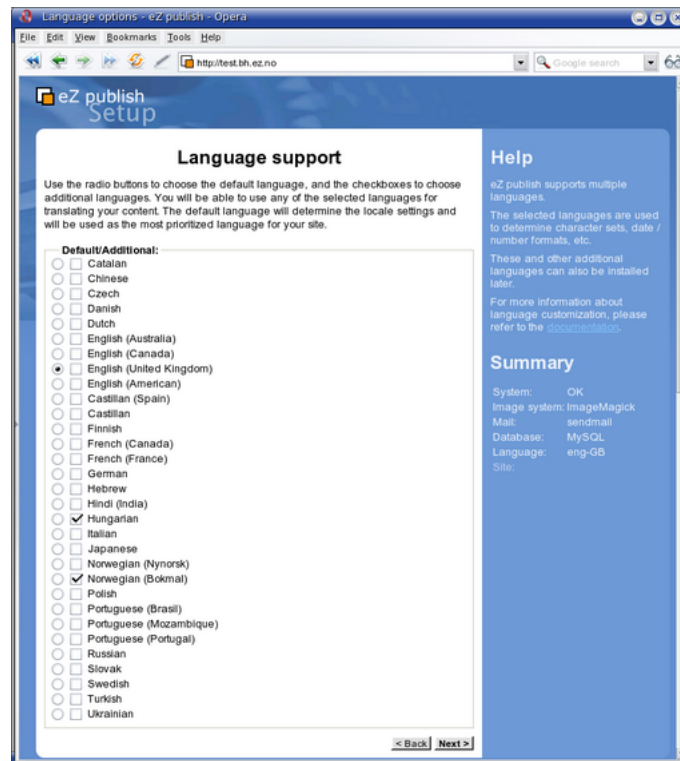 Language options - eZ publish - Opera
File Edit View Bookmarks Tools Help
http://test.bh.ez.no
Google search
eZ publish
Setup
Language support
Use the radio buttons to choose the default language, and the checkboxes to choose
additional languages. You will be able to use any of the selected languages for
translating your content. The default language will determine the locale settings and
will be used as the most prioritized language for your site.
Default/Additional:
Catalan
Chinese
Czech
Danish
Dutch
English (Australia)
English (Canada)
English (United Kingdom)
English (American)
Castilian (Spain)
Castilian
Finnish
French (Canada)
French (France)
German
Hebrew
Hindi (India)
Hungarian
Italian
Japanese
Norwegian (Nynorsk)
Norwegian (Bokmal)
Polish
Portuguese (Brasil)
Portuguese (Mozambique)
Portuguese (Portugal)
Russian
Slovak
Swedish
Turkish
Ukrainian
< Back Next >
Help
eZ publish supports multiple
languages.
The selected languages are used
to determine character sets, date /
number formats, etc.
These and other additional
languages can also be installed
later.
For more information about
language customization, please
refer to the documentation.
Summary
System: OK
Image system: ImageMagick
Mail: sendmail
Database: MySQL
Language: eng-GB
Site: